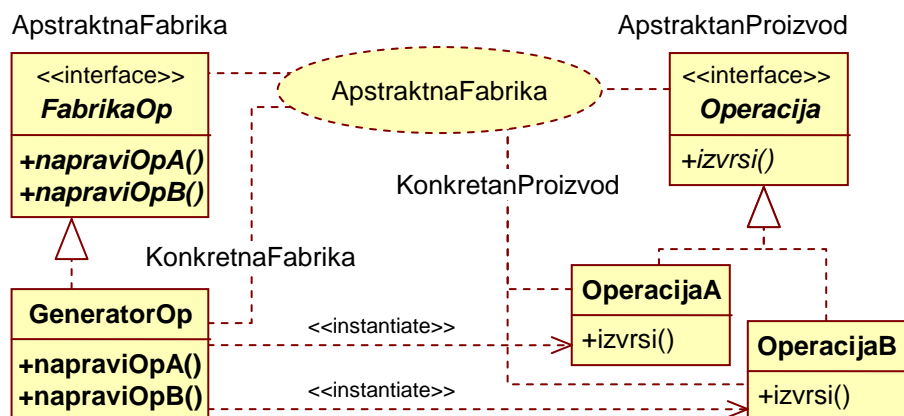 ApstraktnaFabrika
ApstraktanProizvod
<<interface>>
FabrikaOp
+napraviOpA()
+napraviOpB()
ApstraktnaFabrika
<<interface>>
Operacija
+izvrsi()
KonkretanProizvod
KonkretnaFabrika
GeneratorOp
+napraviOpA()
+napraviOpB()
<<instantiate>>
<<instantiate>>
OperacijaA
+izvrsi()
OperacijaB
+izvrsi()